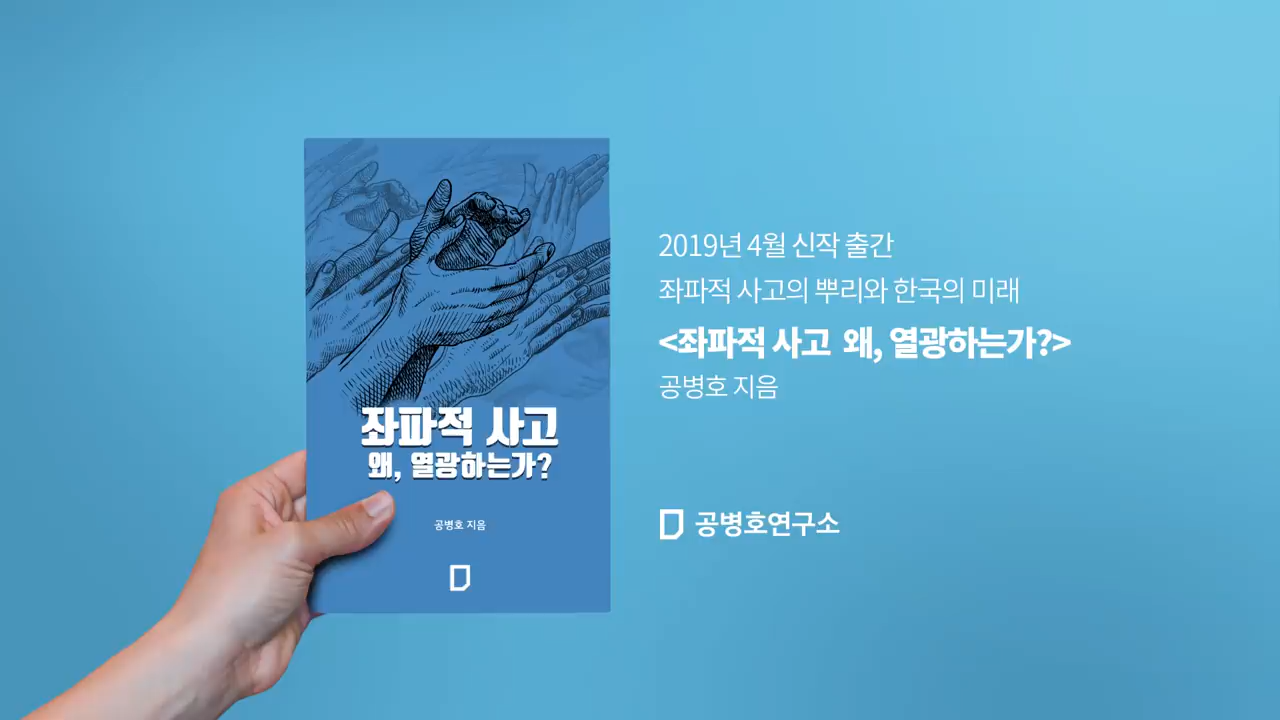 좌파적 사고
왜, 열광하는가?
공병호 지음
2019년 4월 신작 출간
좌파적 사고의 뿌리와 한국의 미래
<좌파적 사고 왜, 열광하는가?>
공병호 지음
공병호연구소